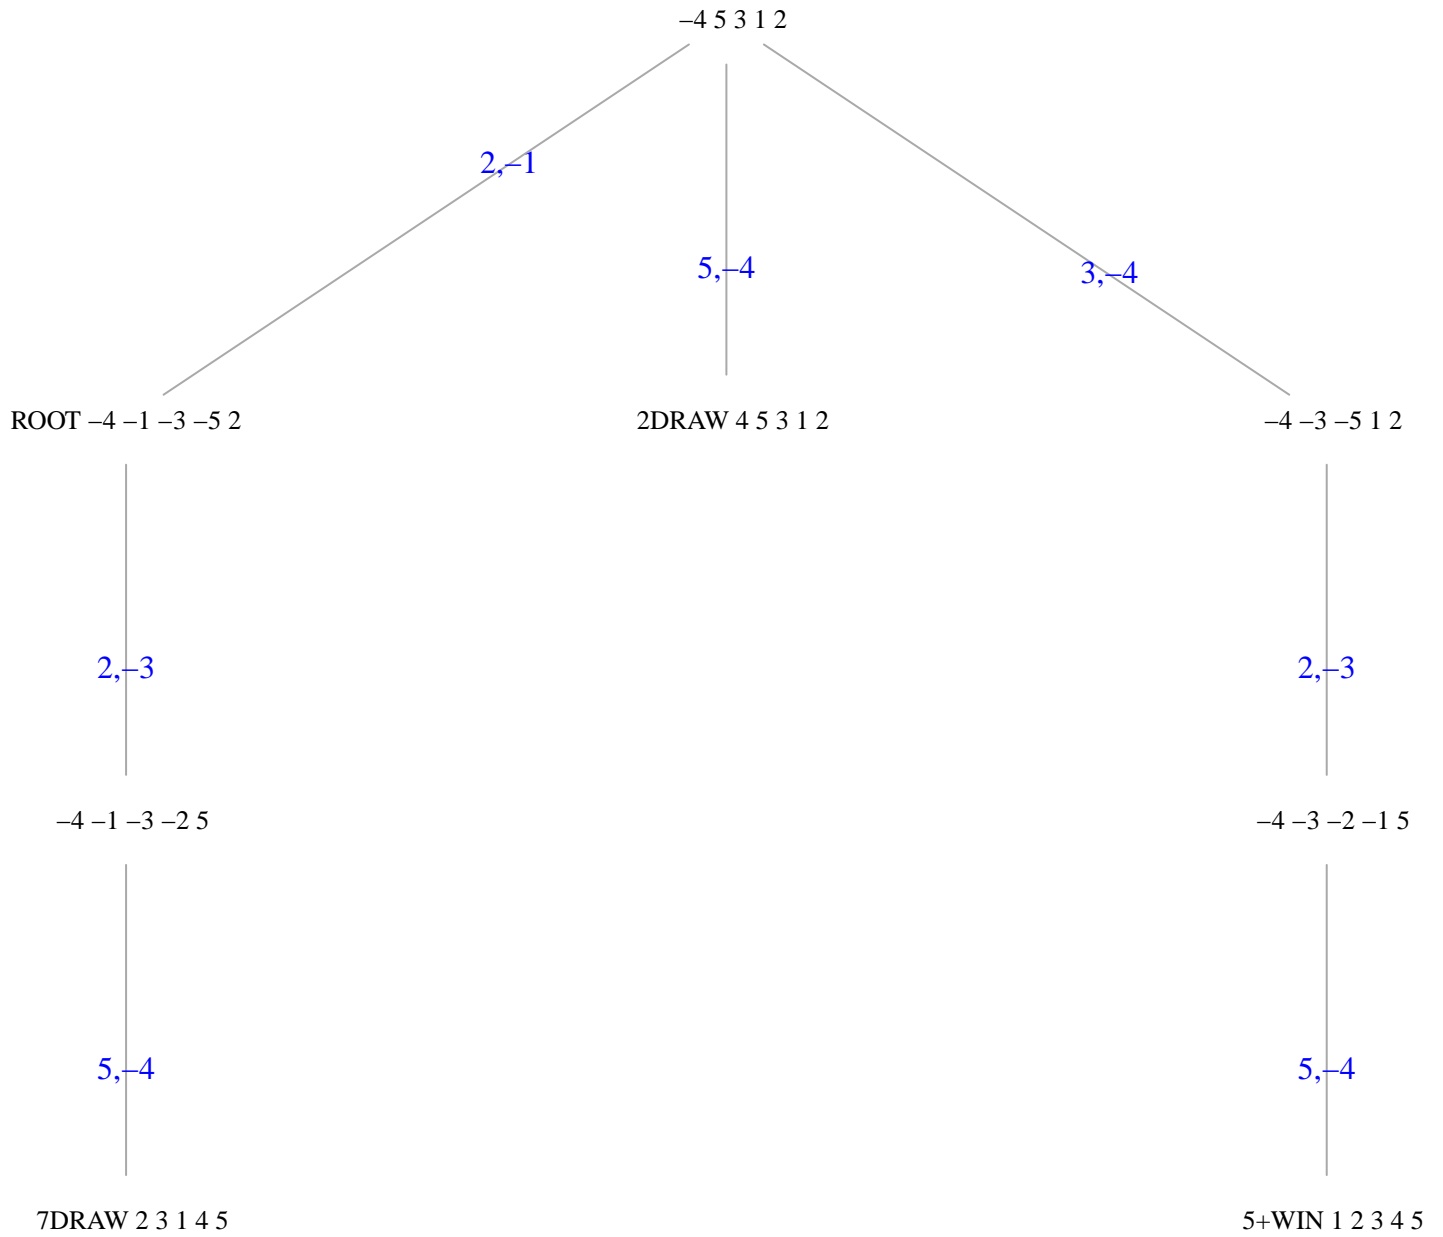 –4 5 3 1 2
2,–1
5,–4
3,–4
ROOT –4 –1 –3 –5 2
2DRAW 4 5 3 1 2
–4 –3 –5 1 2
2,–3
2,–3
–4 –1 –3 –2 5
–4 –3 –2 –1 5
5,–4
5,–4
7DRAW 2 3 1 4 5
5+WIN 1 2 3 4 5